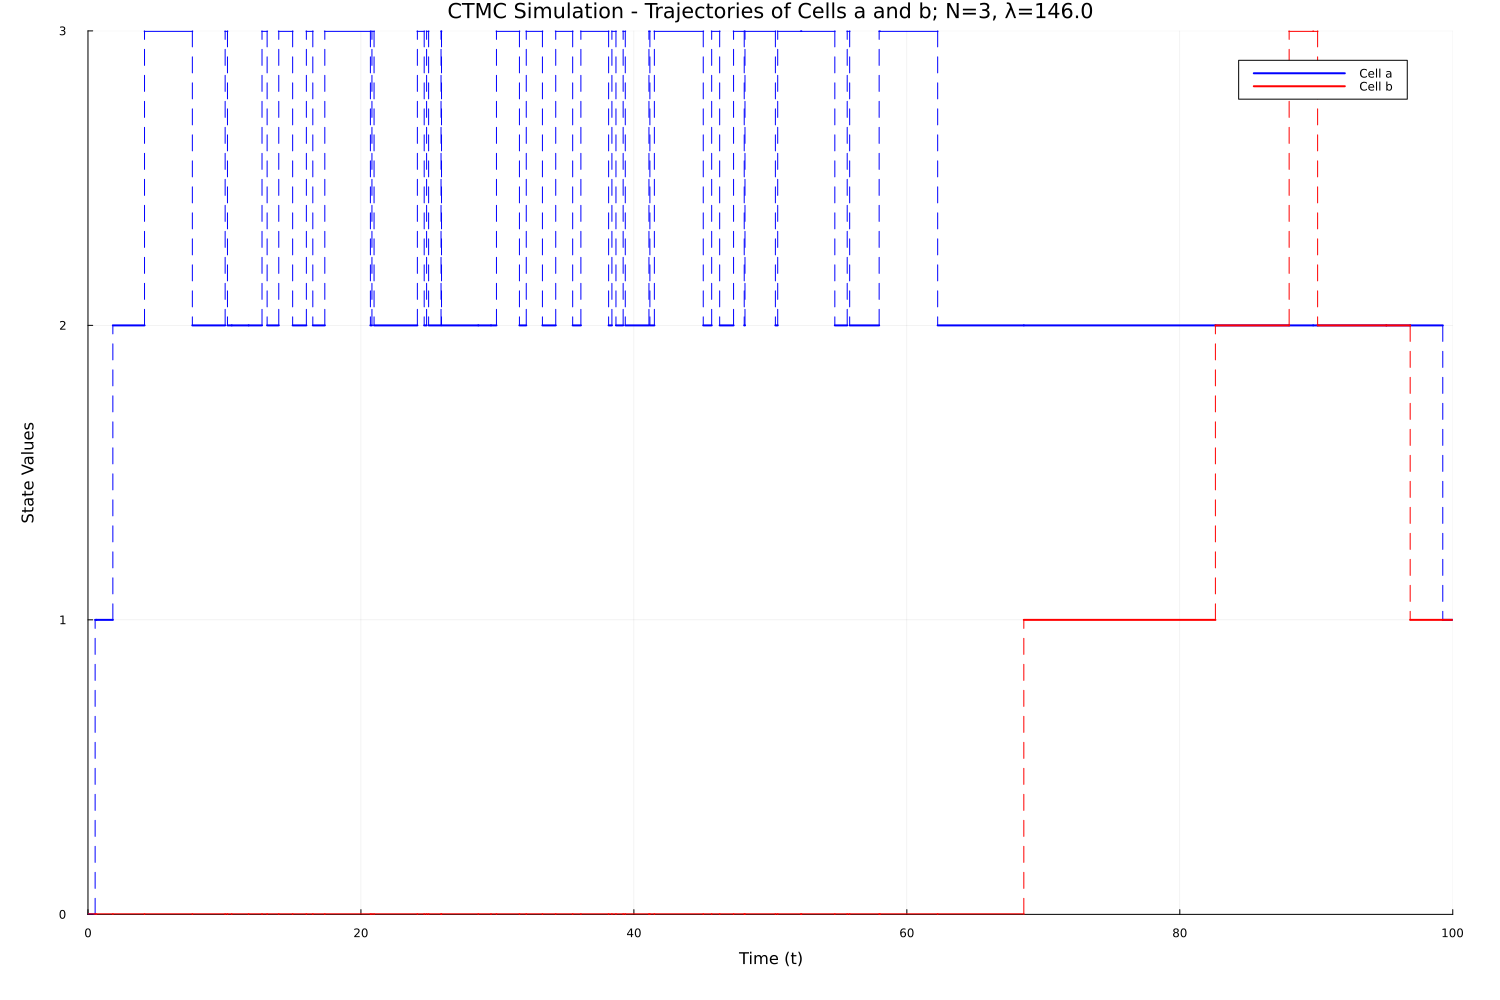 CTMC Simulation - Trajectories of Cells a and b; N=3, λ=146.0
3
Cell a
Cell b
2
State Values
1
0
0 20 40 60 80 100
Time (t)